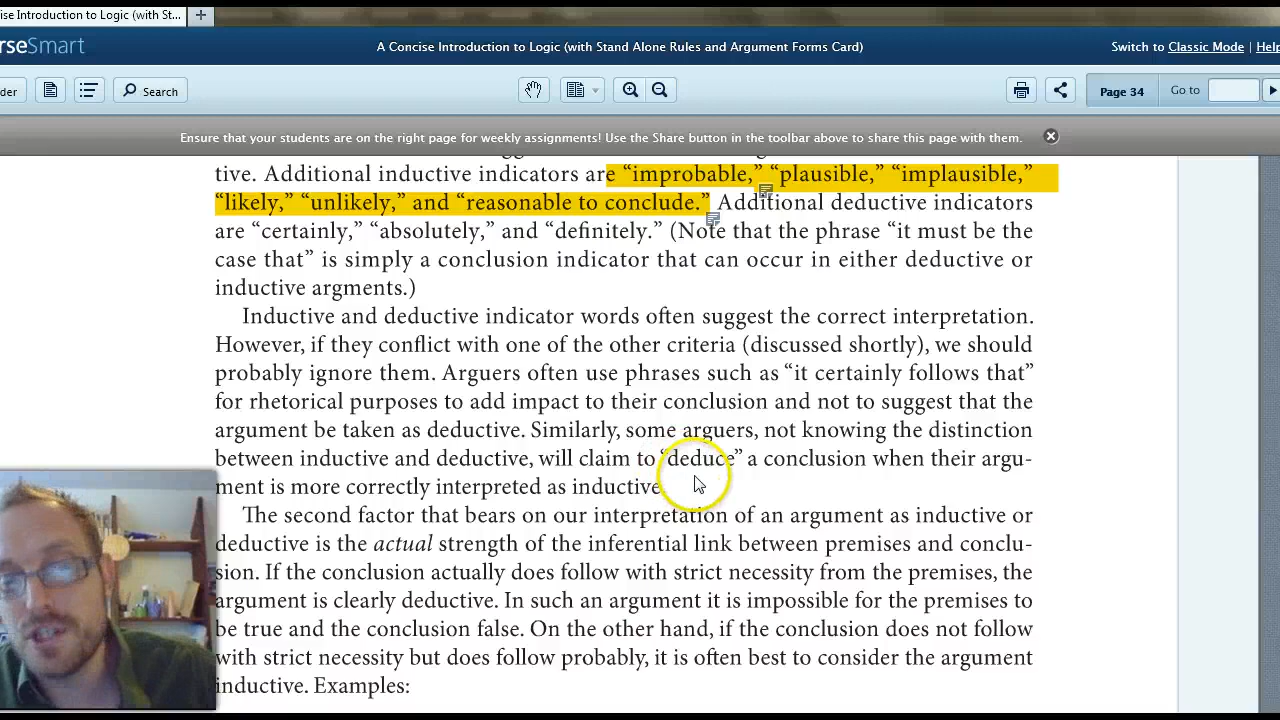 se Introduction to Logic (with St... +
rseSmart
A Concise Introduction to Logic (with Stand Alone Rules and Argument Forms Card)
Switch to Classic Mode | Help
der
Search
Page 34
Go to
Ensure that your students are on the right page for weekly assignments! Use the Share button in the toolbar above to share this page with them.
tive. Additional inductive indicators are “improbable,” “plausible,” “implausible,”
“likely,” “unlikely,” and “reasonable to conclude.” Additional deductive indicators
are “certainly,” “absolutely,” and “definitely.” (Note that the phrase “it must be the
case that” is simply a conclusion indicator that can occur in either deductive or
inductive argments.)
Inductive and deductive indicator words often suggest the correct interpretation.
However, if they conflict with one of the other criteria (discussed shortly), we should
probably ignore them. Arguers often use phrases such as “it certainly follows that”
for rhetorical purposes to add impact to their conclusion and not to suggest that the
argument be taken as deductive. Similarly, some arguers, not knowing the distinction
between inductive and deductive, will claim to “deduce” a conclusion when their argu-
ment is more correctly interpreted as inductive
The second factor that bears on our interpretation of an argument as inductive or
deductive is the actual strength of the inferential link between premises and conclu-
sion. If the conclusion actually does follow with strict necessity from the premises, the
argument is clearly deductive. In such an argument it is impossible for the premises to
be true and the conclusion false. On the other hand, if the conclusion does not follow
with strict necessity but does follow probably, it is often best to consider the argument
inductive. Examples: